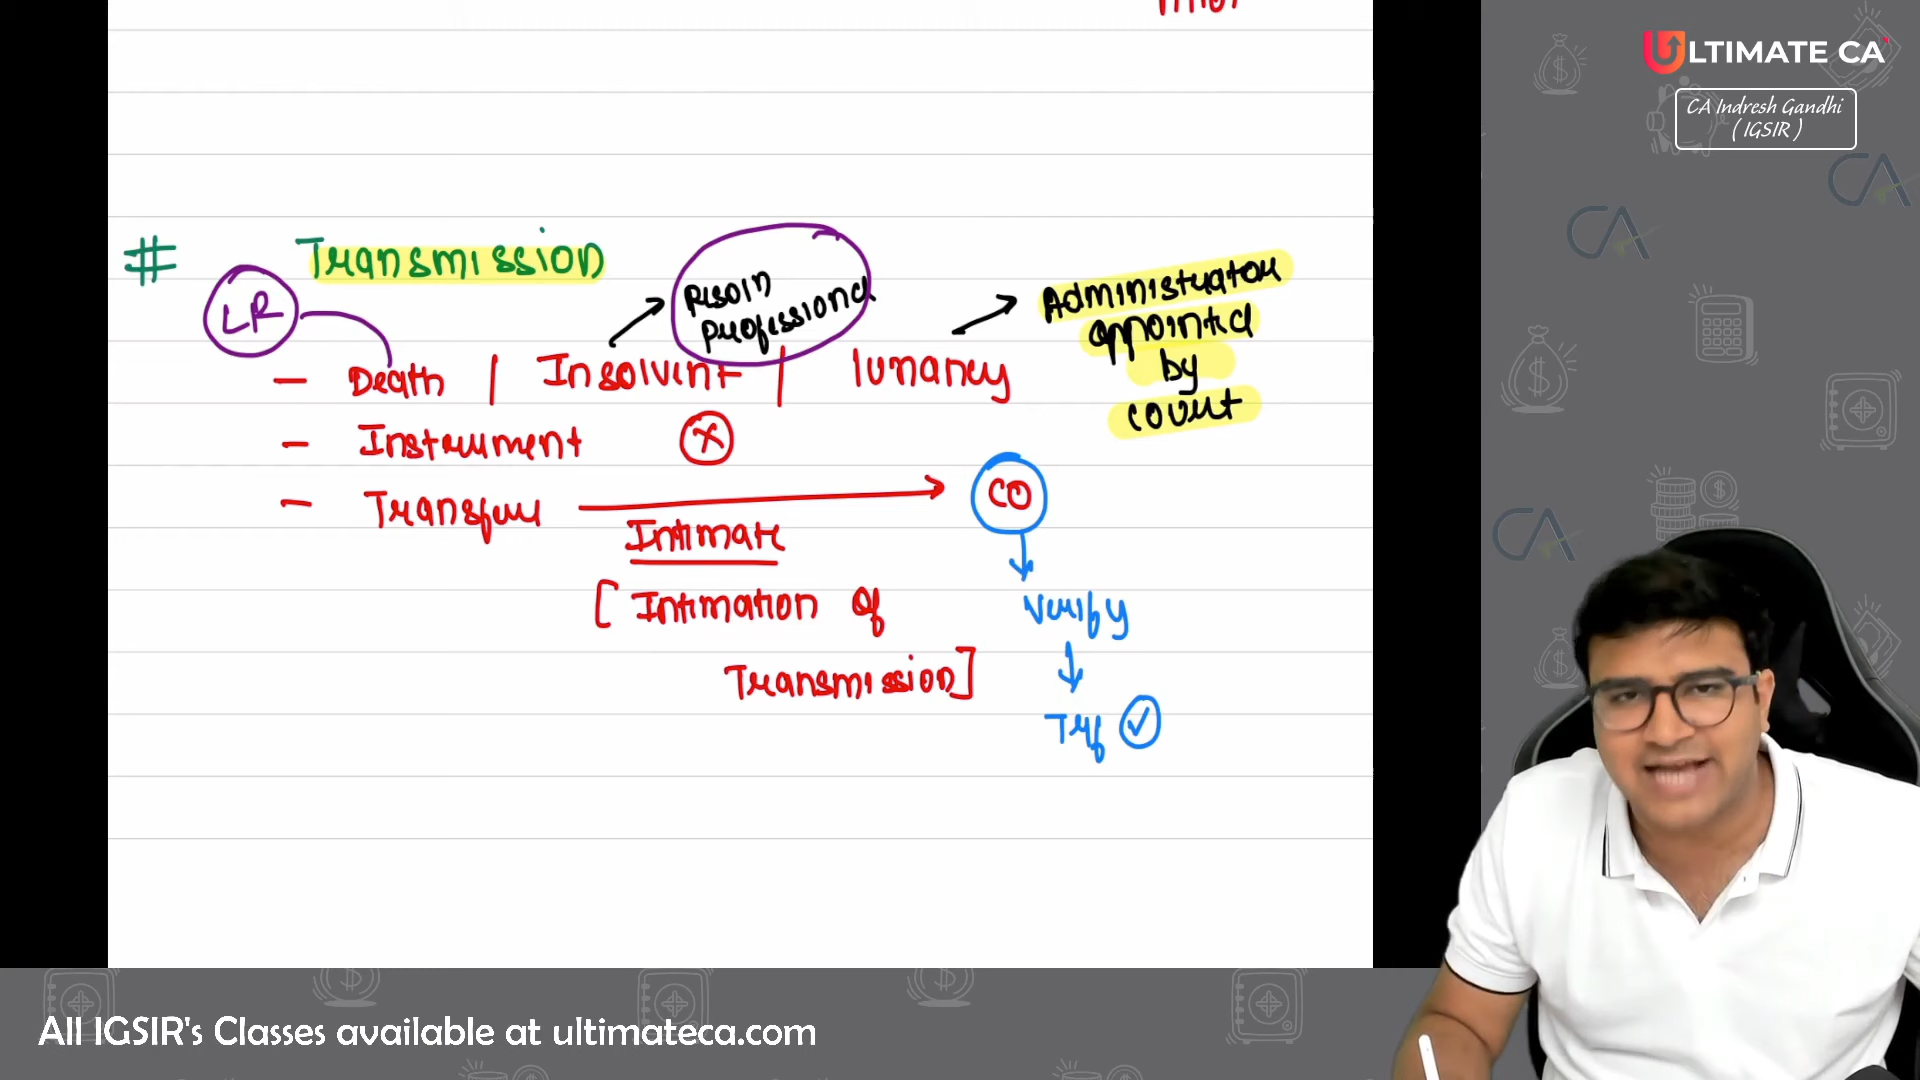 ULTIMATE CA
CA Indresh Gandhi
( IGSIR )
# Transmission
LR
Resoln
professional
Administrator
appointed
by
court
- Death | Insolvent | lunancy
- Instrument X
- Transfer
CO
Intimate
[ Intimation of
Transmission ]
Verify
Trf ✓
All IGSIR's Classes available at ultimateca.com